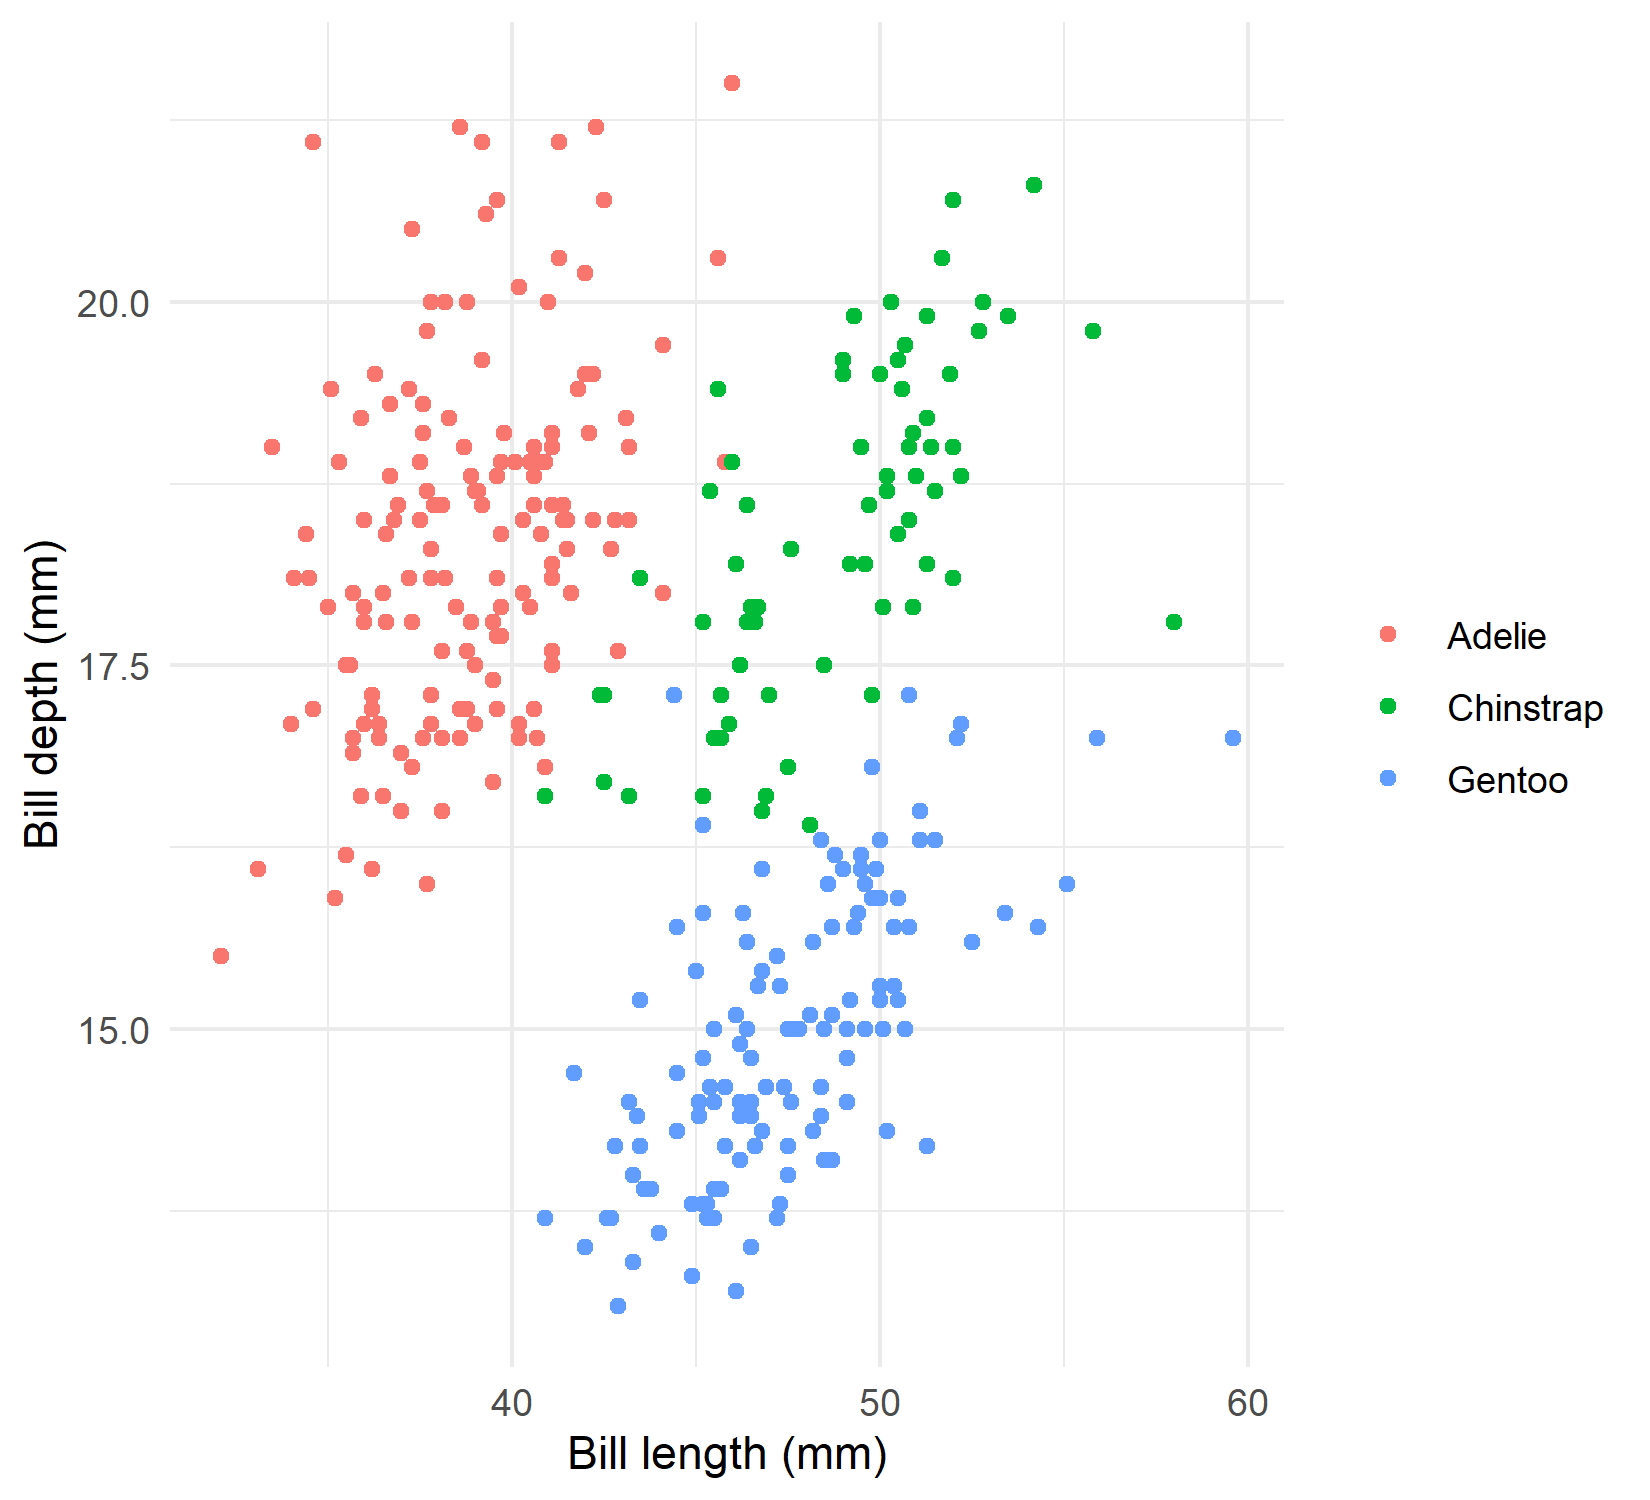 Bill depth (mm)
20.0
17.5
15.0
40
50
60
Bill length (mm)
Adelie
Chinstrap
Gentoo